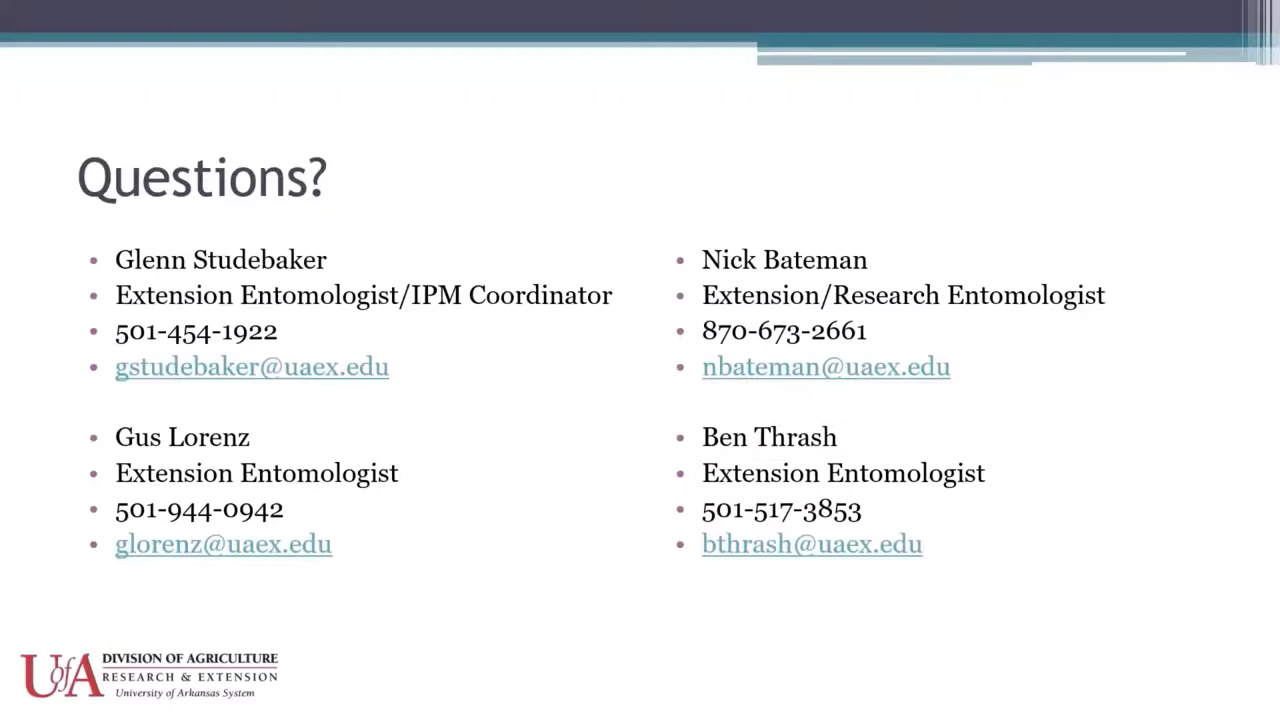 Questions?
Glenn Studebaker
Extension Entomologist/IPM Coordinator
501-454-1922
gstudebaker@uaex.edu
Gus Lorenz
Extension Entomologist
501-944-0942
glorenz@uaex.edu
Nick Bateman
Extension/Research Entomologist
870-673-2661
nbateman@uaex.edu
Ben Thrash
Extension Entomologist
501-517-3853
bthrash@uaex.edu
UofA
DIVISION OF AGRICULTURE
RESEARCH & EXTENSION
University of Arkansas System